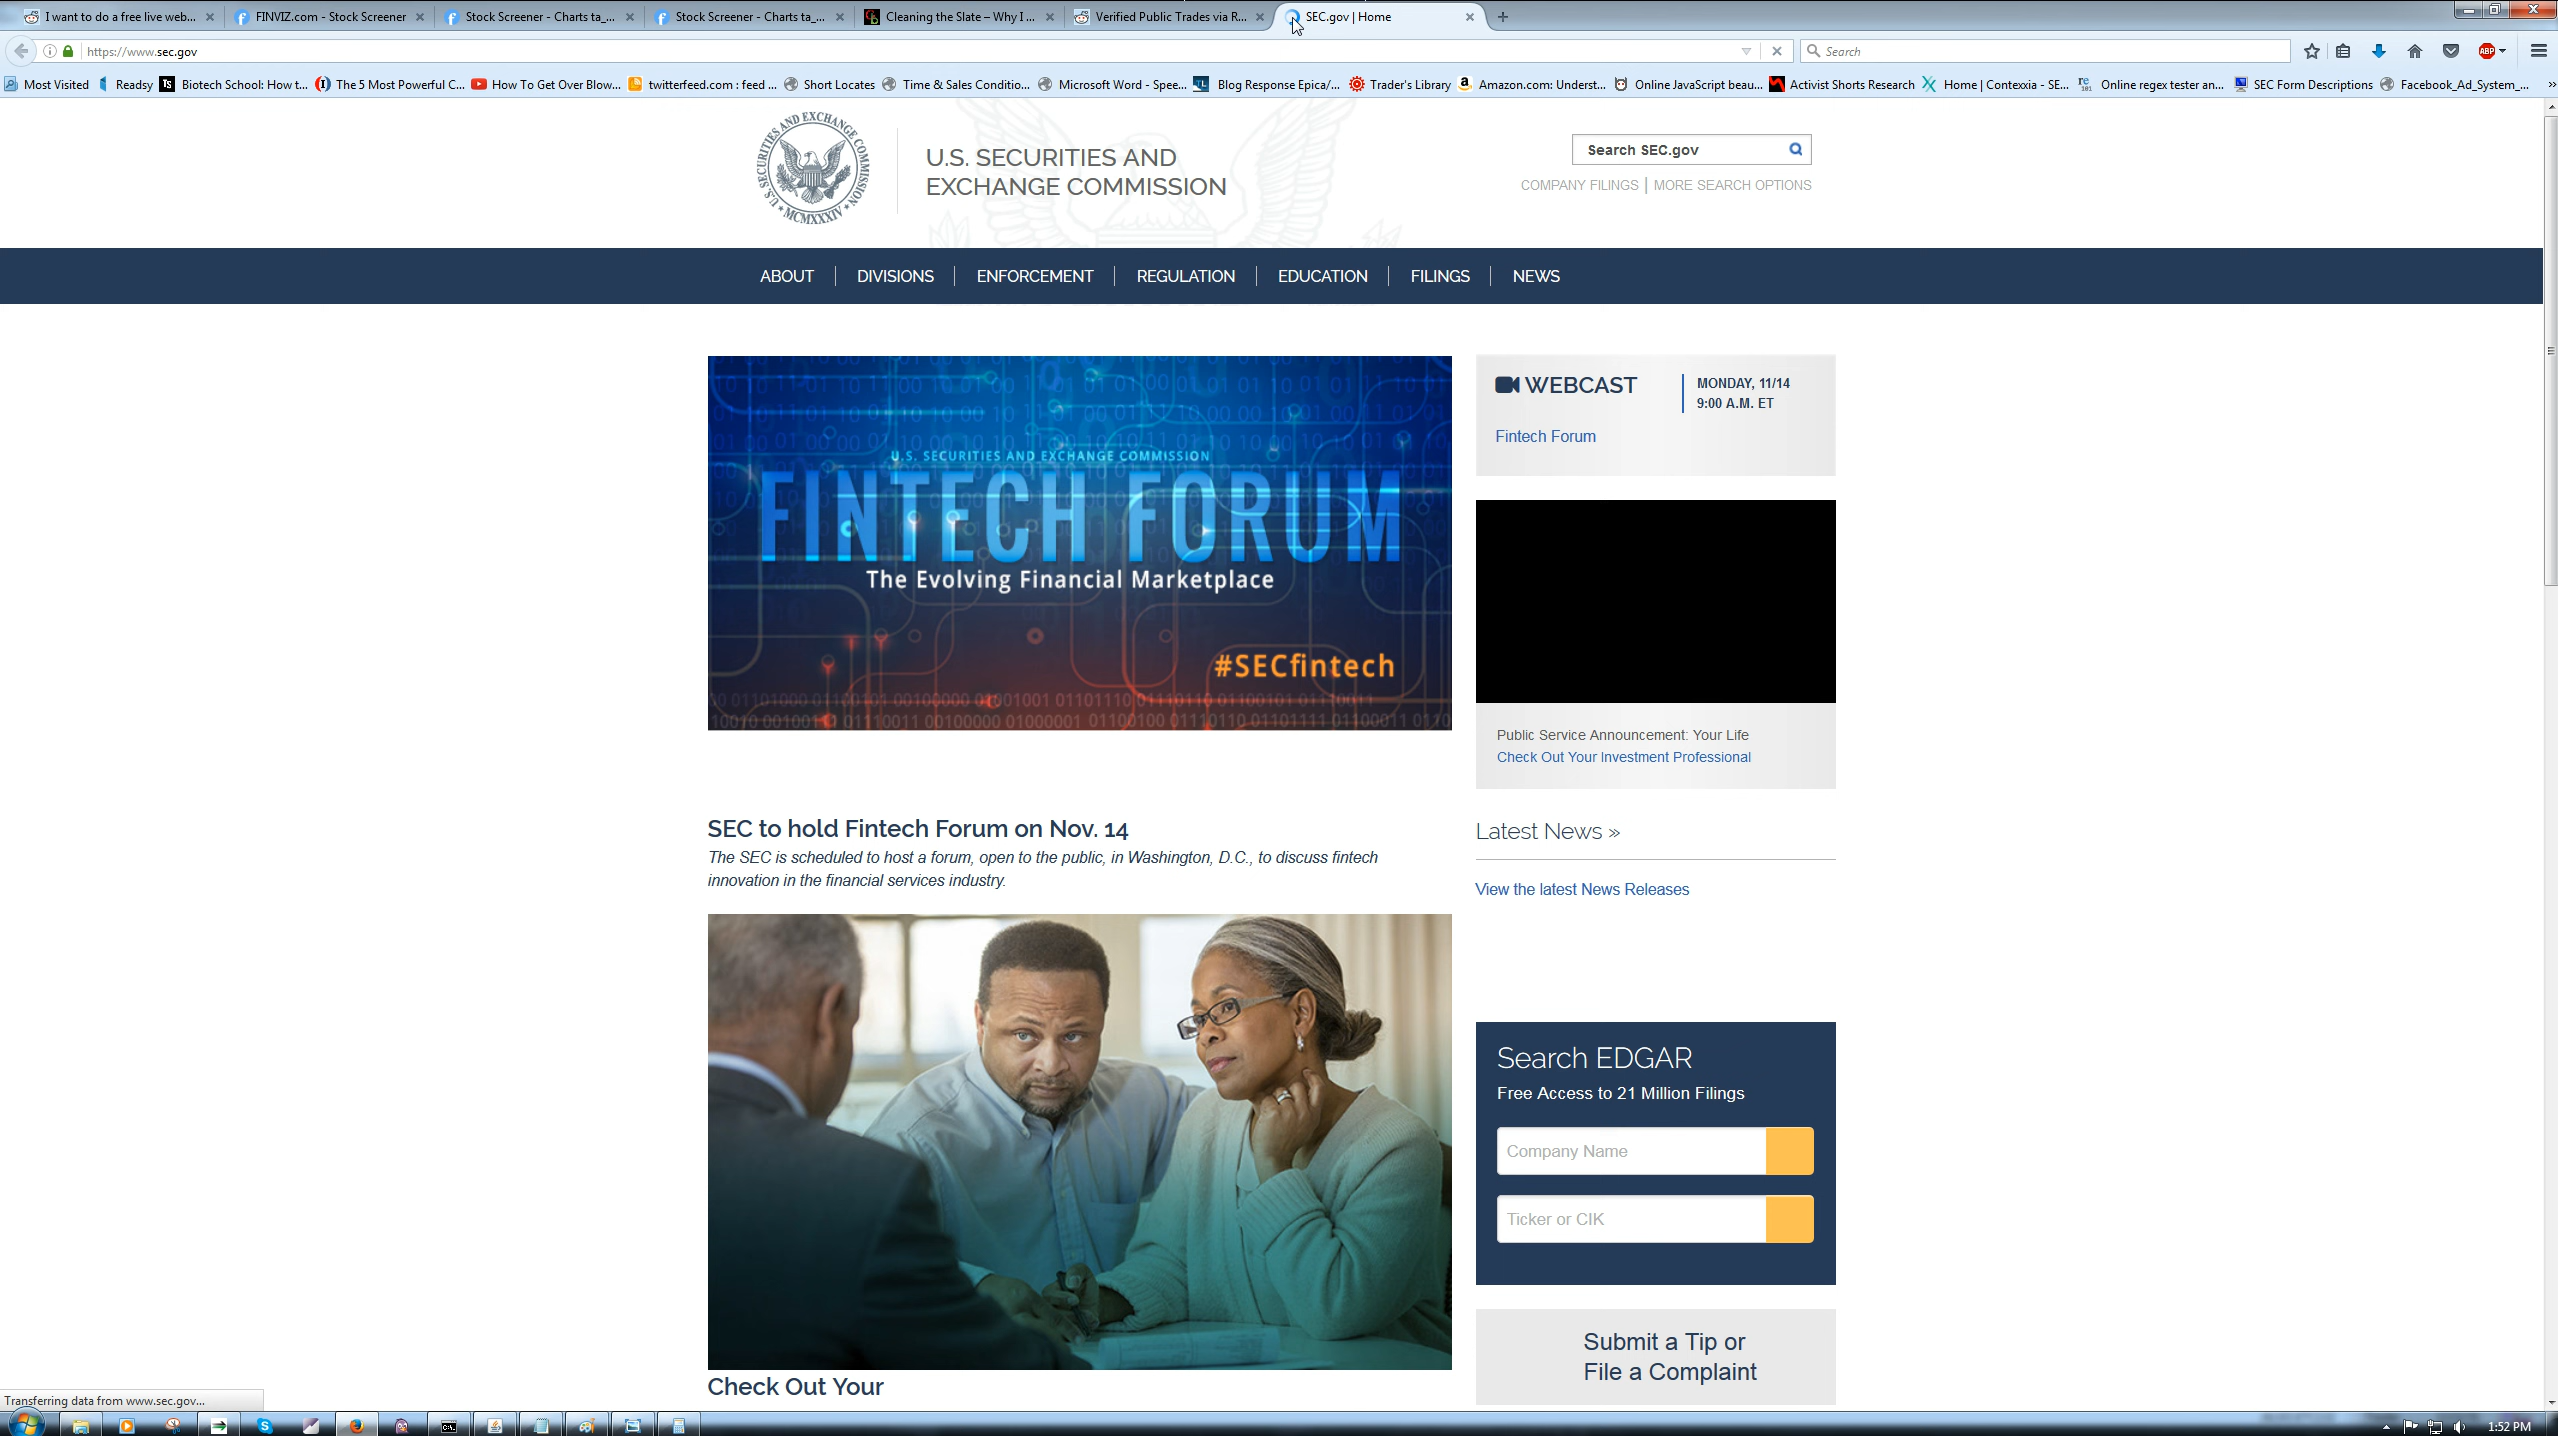 I want to do a free live web...
FINVIZ.com - Stock Screener
Stock Screener - Charts ta_...
Stock Screener - Charts ta_...
Cleaning the Slate – Why I ...
Verified Public Trades via R...
SEC.gov | Home
https://www.sec.gov
Search
ABP
Most Visited
Readsy
Biotech School: How t...
The 5 Most Powerful C...
How To Get Over Blow...
twitterfeed.com : feed ...
Short Locates
Time & Sales Conditio...
Microsoft Word - Spee...
Blog Response Epica/...
Trader's Library
Amazon.com: Underst...
Online JavaScript beau...
Activist Shorts Research
Home | Contexxia - SE...
Online regex tester an...
SEC Form Descriptions
Facebook_Ad_System_...
U.S. SECURITIES AND EXCHANGE COMMISSION
MCMXXXIV
U.S. SECURITIES AND
EXCHANGE COMMISSION
Search SEC.gov
COMPANY FILINGS | MORE SEARCH OPTIONS
ABOUT
DIVISIONS
ENFORCEMENT
REGULATION
EDUCATION
FILINGS
NEWS
U.S. SECURITIES AND EXCHANGE COMMISSION
FINTECH FORUM
The Evolving Financial Marketplace
#SECfintech
WEBCAST
MONDAY, 11/14
9:00 A.M. ET
Fintech Forum
Public Service Announcement: Your Life
Check Out Your Investment Professional
SEC to hold Fintech Forum on Nov. 14
The SEC is scheduled to host a forum, open to the public, in Washington, D.C., to discuss fintech
innovation in the financial services industry.
Latest News »
View the latest News Releases
Search EDGAR
Free Access to 21 Million Filings
Company Name
Ticker or CIK
Submit a Tip or
File a Complaint
Check Out Your
Transferring data from www.sec.gov...
1:52 PM